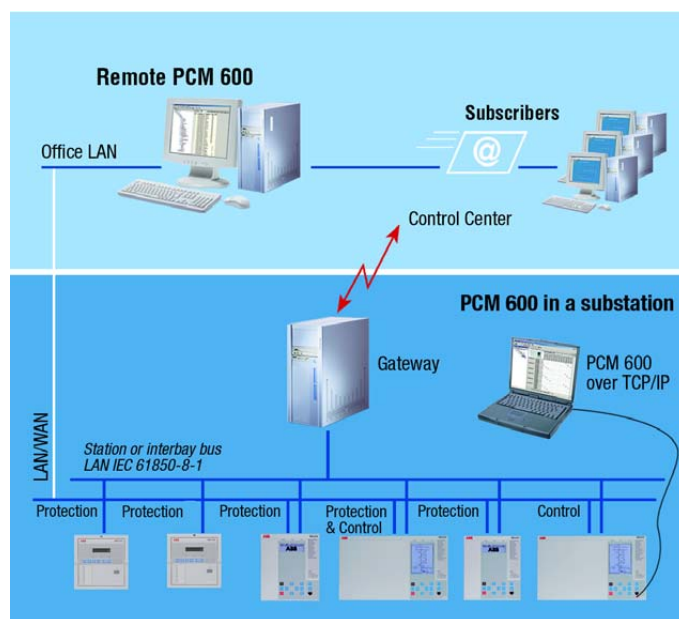 Remote PCM 600
Subscribers
Office LAN
@
Control Center
PCM 600 in a substation
Gateway
PCM 600
over TCP/IP
LAN/WAN
Station or interbay bus
LAN IEC 61850-8-1
Protection
Protection
Protection
Protection
& Control
Protection
Control
ABB
ABB